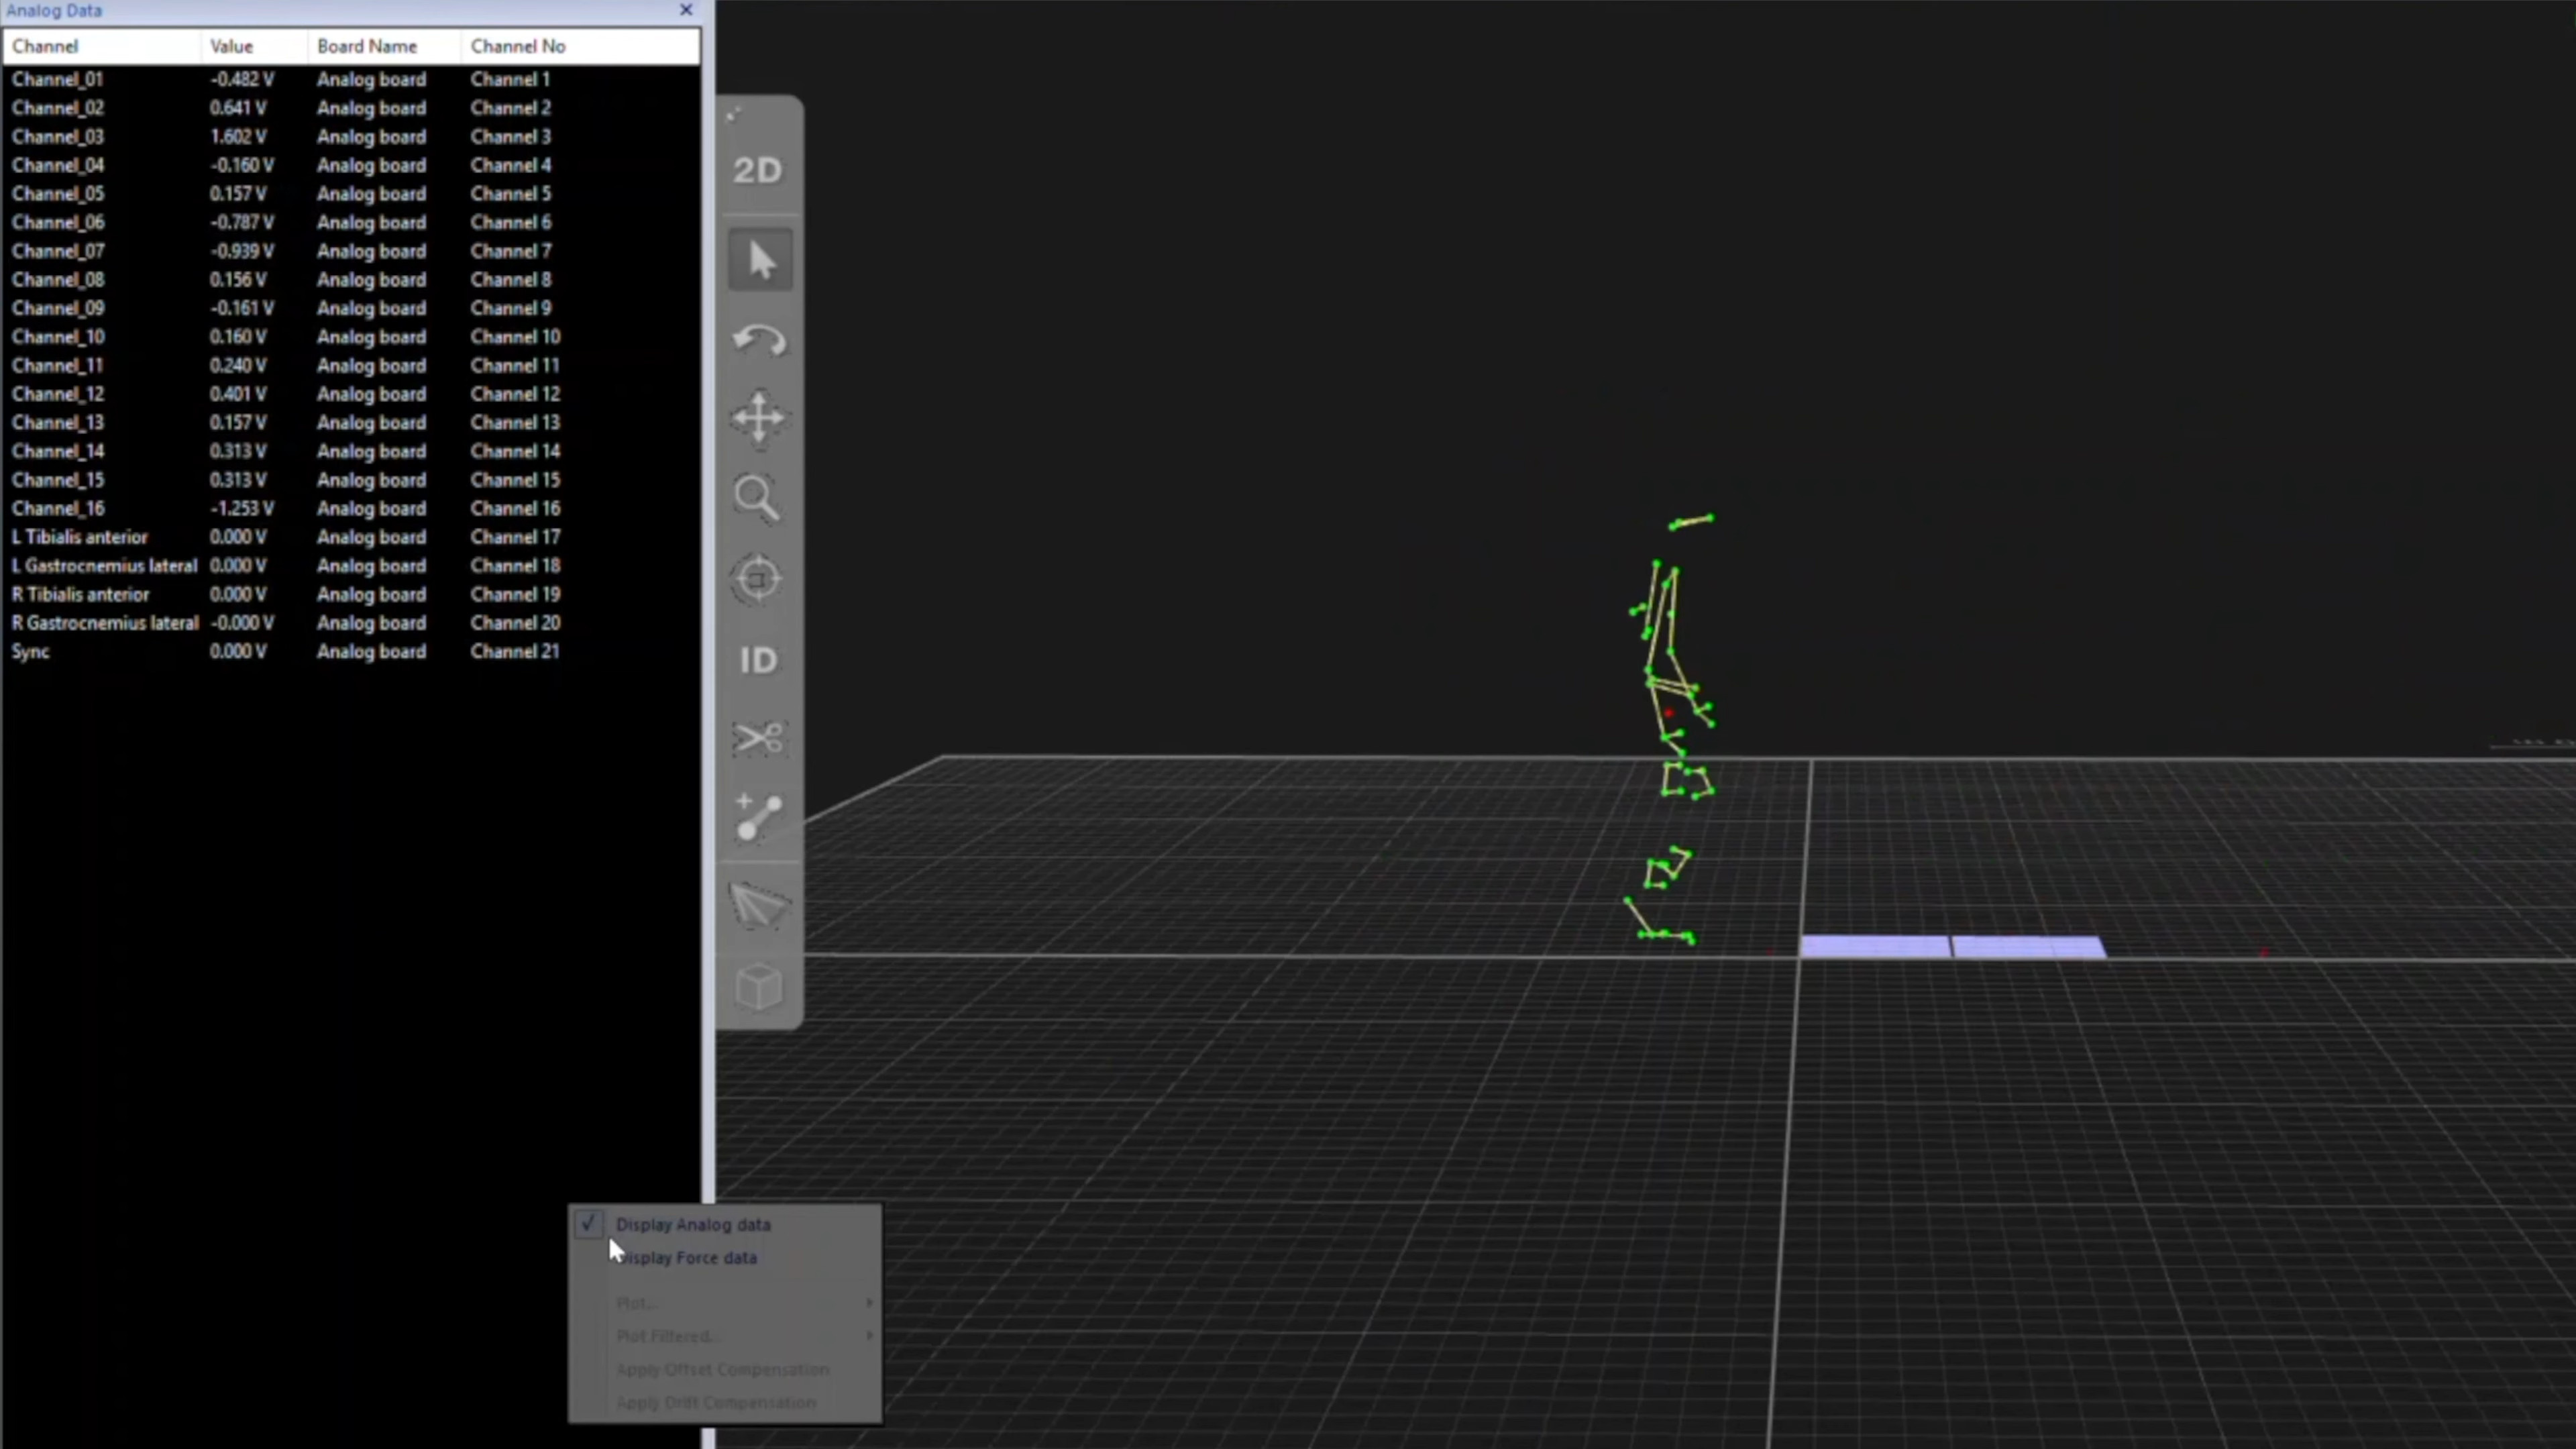 Analog Data
Channel Value Board Name Channel No
Channel_01 -0.482 V Analog board Channel 1
Channel_02 0.641 V Analog board Channel 2
Channel_03 1.602 V Analog board Channel 3
Channel_04 -0.160 V Analog board Channel 4
Channel_05 0.157 V Analog board Channel 5
Channel_06 -0.787 V Analog board Channel 6
Channel_07 -0.939 V Analog board Channel 7
Channel_08 0.156 V Analog board Channel 8
Channel_09 -0.161 V Analog board Channel 9
Channel_10 0.160 V Analog board Channel 10
Channel_11 0.240 V Analog board Channel 11
Channel_12 0.401 V Analog board Channel 12
Channel_13 0.157 V Analog board Channel 13
Channel_14 0.313 V Analog board Channel 14
Channel_15 0.313 V Analog board Channel 15
Channel_16 -1.253 V Analog board Channel 16
L Tibialis anterior 0.000 V Analog board Channel 17
L Gastrocnemius lateral 0.000 V Analog board Channel 18
R Tibialis anterior 0.000 V Analog board Channel 19
R Gastrocnemius lateral -0.000 V Analog board Channel 20
Sync 0.000 V Analog board Channel 21
2D
ID
Display Analog data
Display Force data
Plot...
Plot Filtered...
Apply Offset Compensation
Apply Drift Compensation